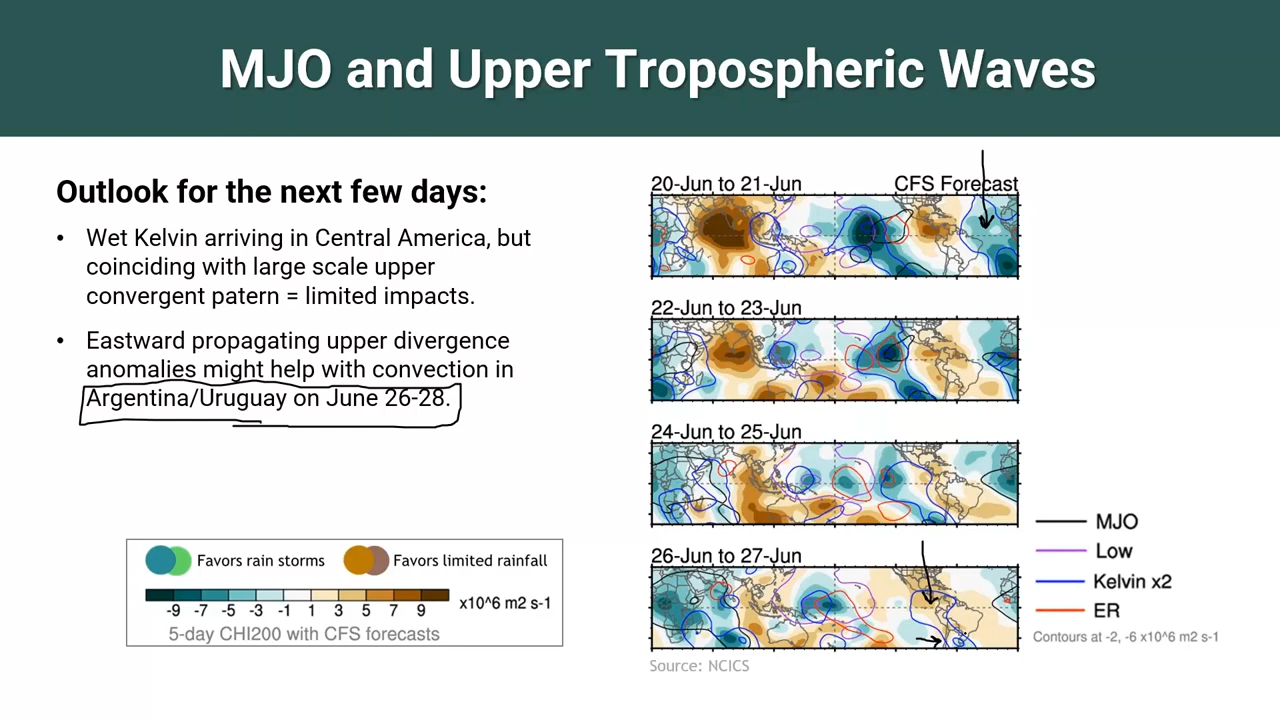 MJO and Upper Tropospheric Waves
Outlook for the next few days:
• Wet Kelvin arriving in Central America, but
coinciding with large scale upper
convergent patern = limited impacts.
• Eastward propagating upper divergence
anomalies might help with convection in
Argentina/Uruguay on June 26-28.
Favors rain storms
Favors limited rainfall
-9 -7 -5 -3 -1 1 3 5 7 9
x10^6 m2 s-1
5-day CHI200 with CFS forecasts
20-Jun to 21-Jun
CFS Forecast
22-Jun to 23-Jun
24-Jun to 25-Jun
26-Jun to 27-Jun
Source: NCICS
MJO
Low
Kelvin x2
ER
Contours at -2, -6 x10^6 m2 s-1